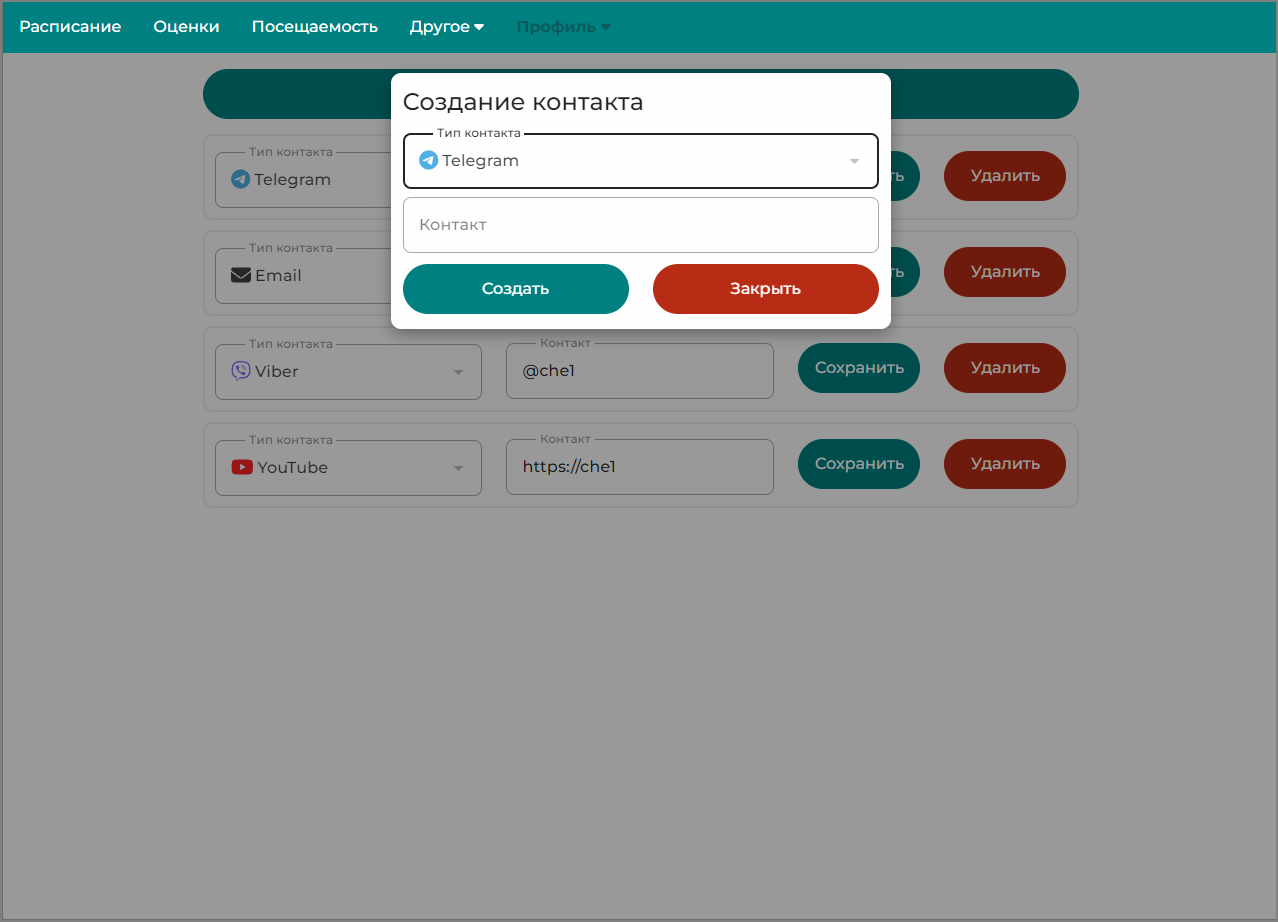 Расписание Оценки Посещаемость Другое Профиль
Создание контакта
Тип контакта
Telegram
Контакт
Создать Закрыть
Тип контакта
Telegram
Удалить
Тип контакта
Email
Удалить
Тип контакта Контакт
Viber @che1 Сохранить Удалить
Тип контакта Контакт
YouTube https://che1 Сохранить Удалить